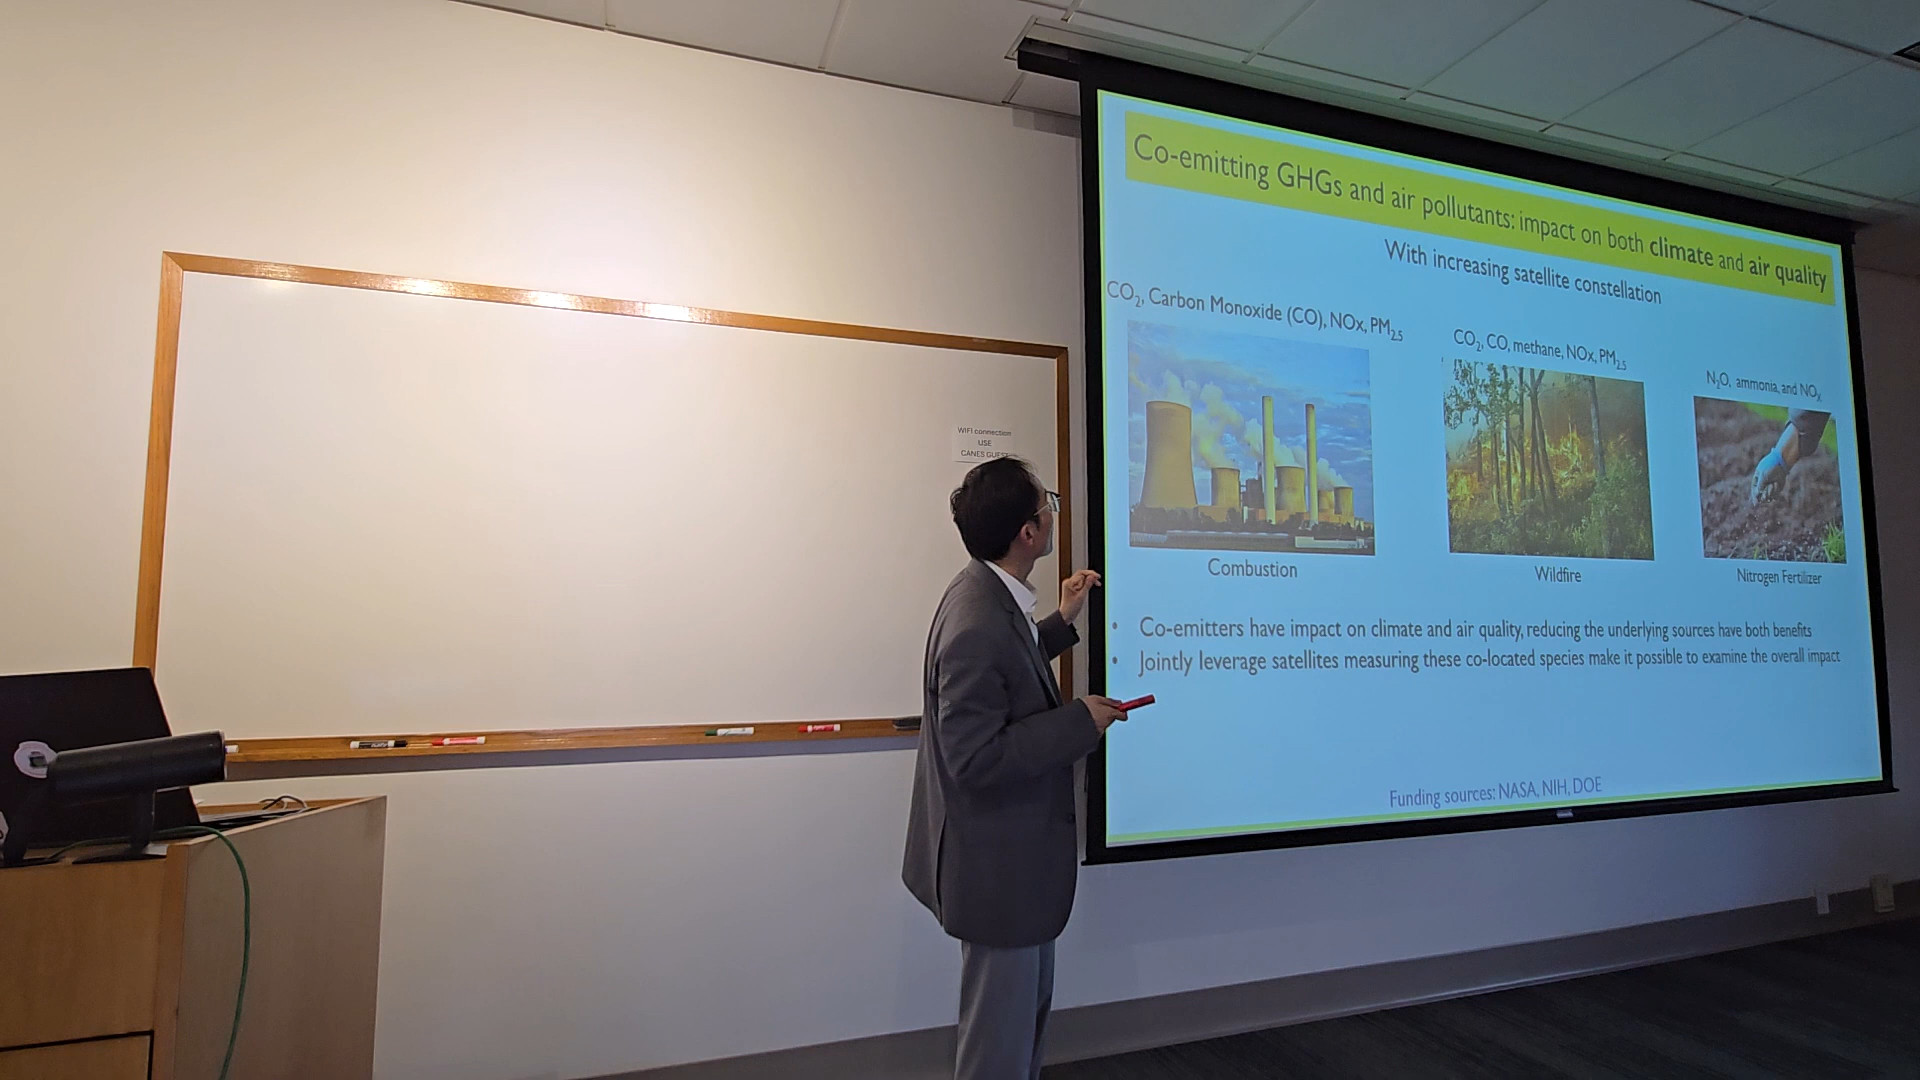 WIFI connection
USE
CANES GUEST
Co-emitting GHGs and air pollutants: impact on both climate and air quality
With increasing satellite constellation
CO2, Carbon Monoxide (CO), NOx, PM2.5
CO2, CO, methane, NOx, PM2.5
N2O, ammonia, and NOx
Combustion
Wildfire
Nitrogen Fertilizer
• Co-emitters have impact on climate and air quality, reducing the underlying sources have both benefits
• Jointly leverage satellites measuring these co-located species make it possible to examine the overall impact
Funding sources: NASA, NIH, DOE